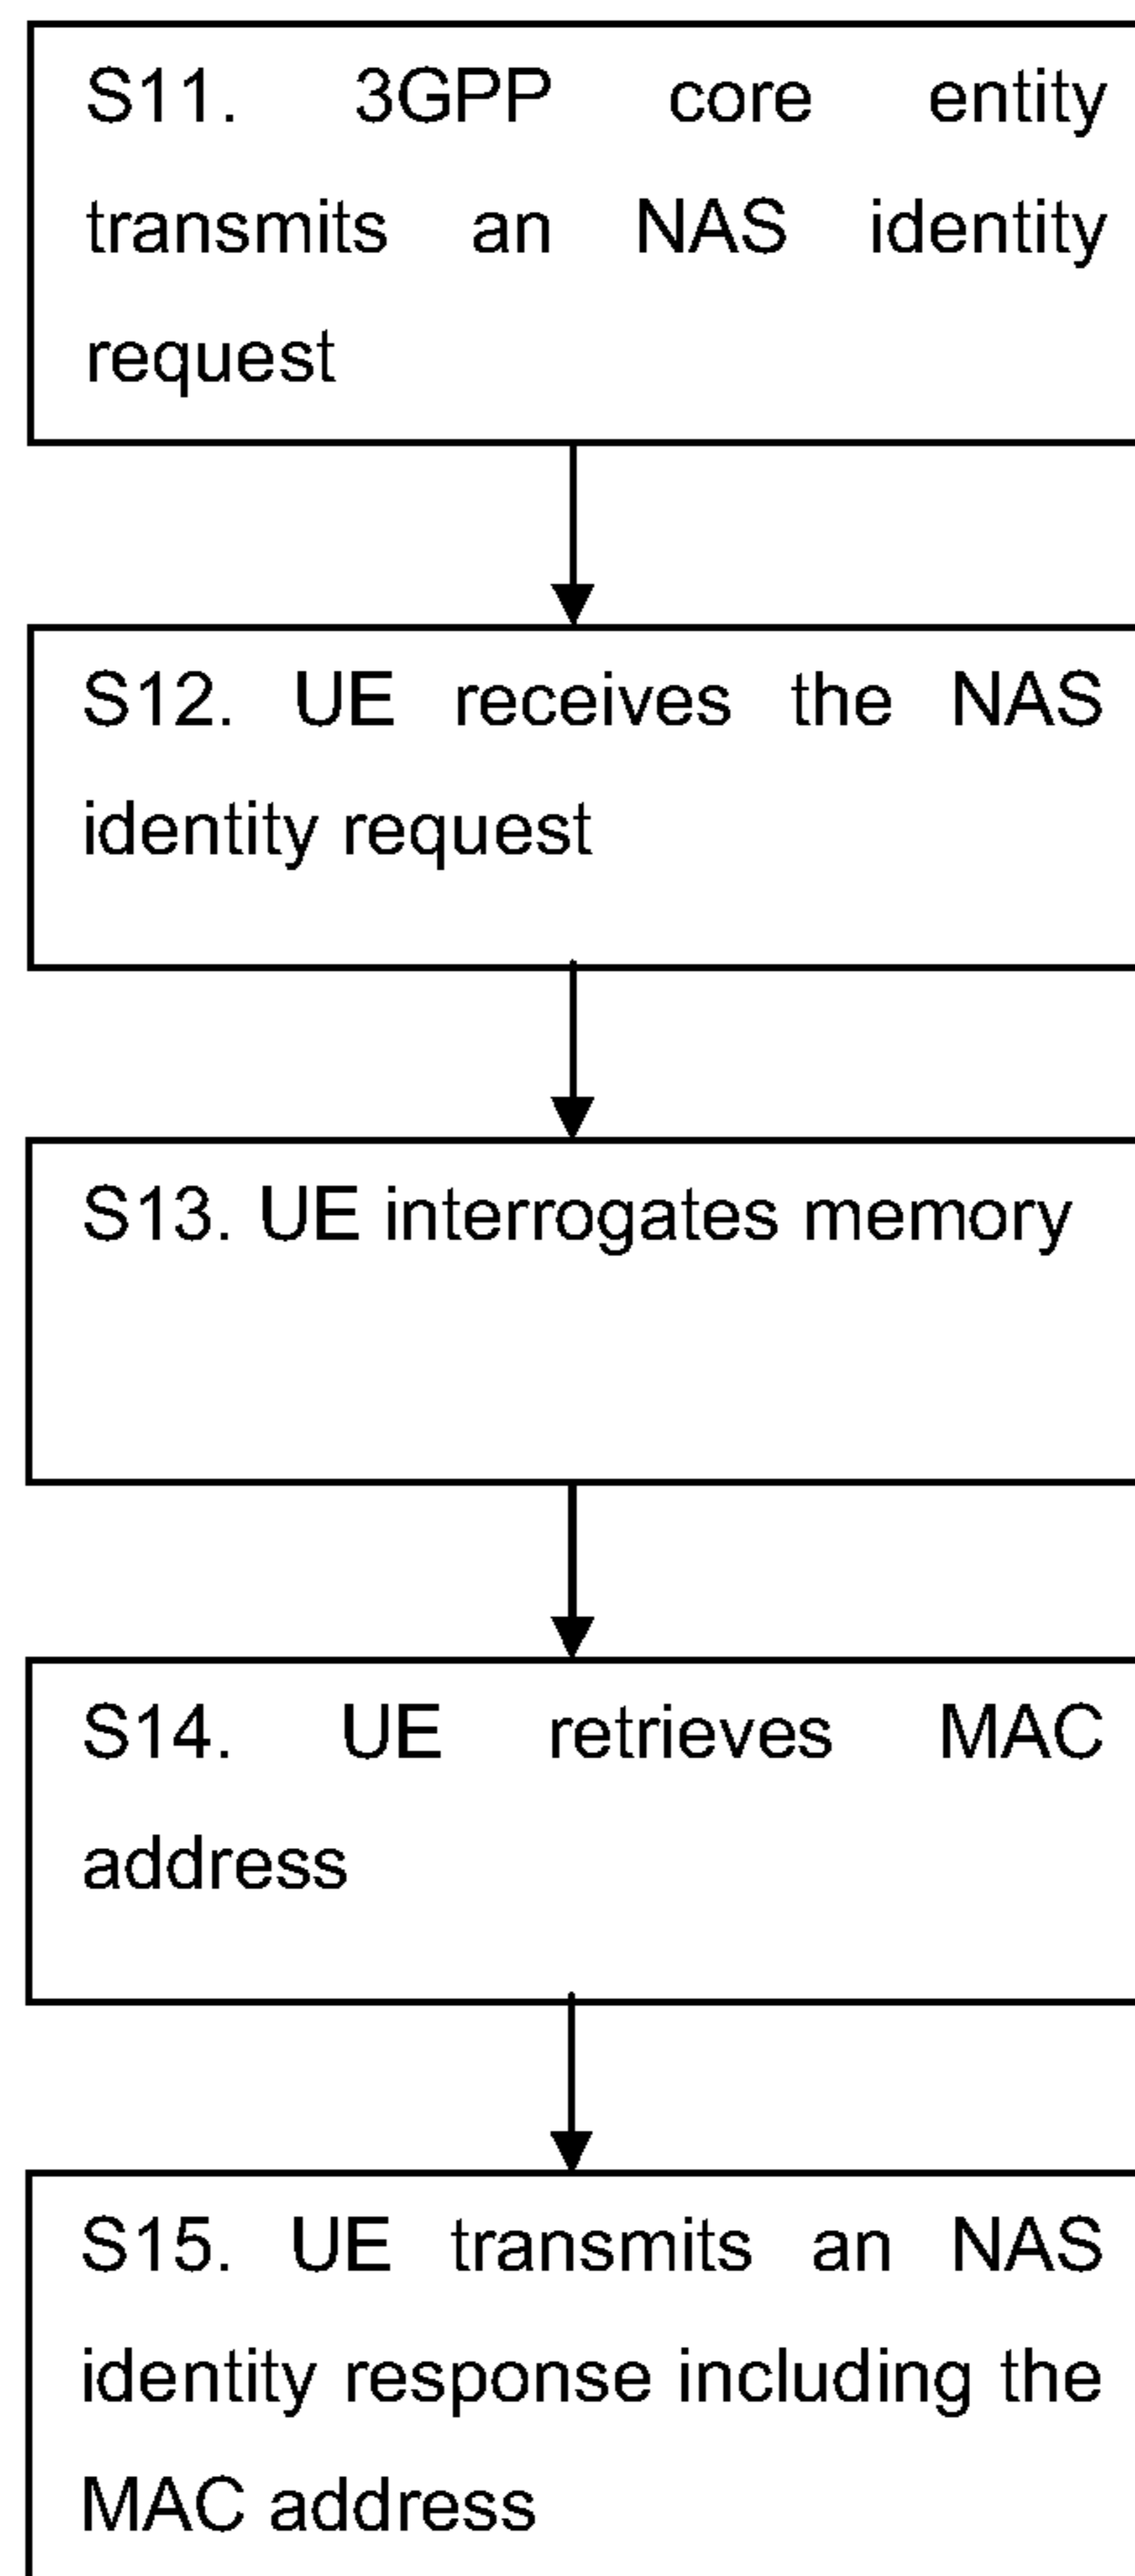 S11. 3GPP core entity
transmits an NAS identity
request
S12. UE receives the NAS
identity request
S13. UE interrogates memory
S14. UE retrieves MAC
address
S15. UE transmits an NAS
identity response including the
MAC address